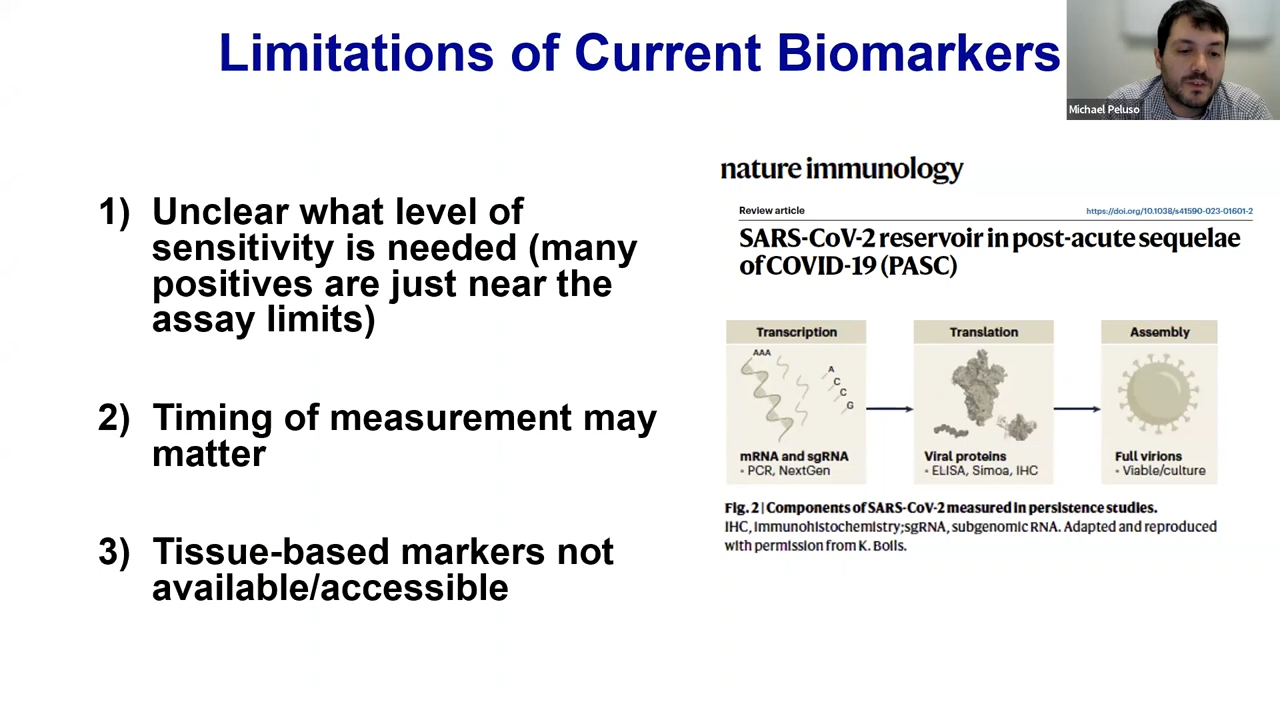 Limitations of Current Biomarkers
Michael Peluso
1) Unclear what level of
sensitivity is needed (many
positives are just near the
assay limits)
2) Timing of measurement may
matter
3) Tissue-based markers not
available/accessible
nature immunology
Review article
https://doi.org/10.1038/s41590-023-01601-2
SARS-CoV-2 reservoir in post-acute sequelae
of COVID-19 (PASC)
Transcription
AAA
A
C
C
G
mRNA and sgRNA
• PCR, NextGen
Translation
Viral proteins
• ELISA, Simoa, IHC
Assembly
Full virions
• Viable/culture
Fig. 2 | Components of SARS-CoV-2 measured in persistence studies.
IHC, immunohistochemistry;sgRNA, subgenomic RNA. Adapted and reproduced
with permission from K. Bolls.